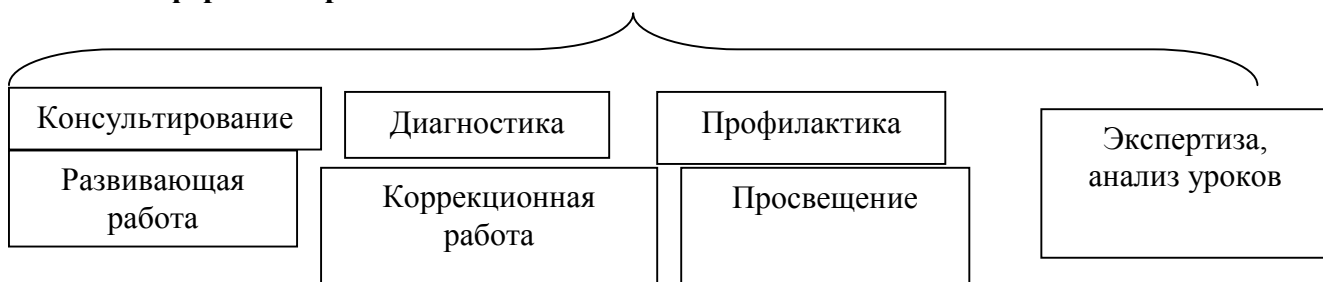 Консультирование
Диагностика
Профилактика
Экспертиза,
анализ уроков
Развивающая
работа
Коррекционная
работа
Просвещение